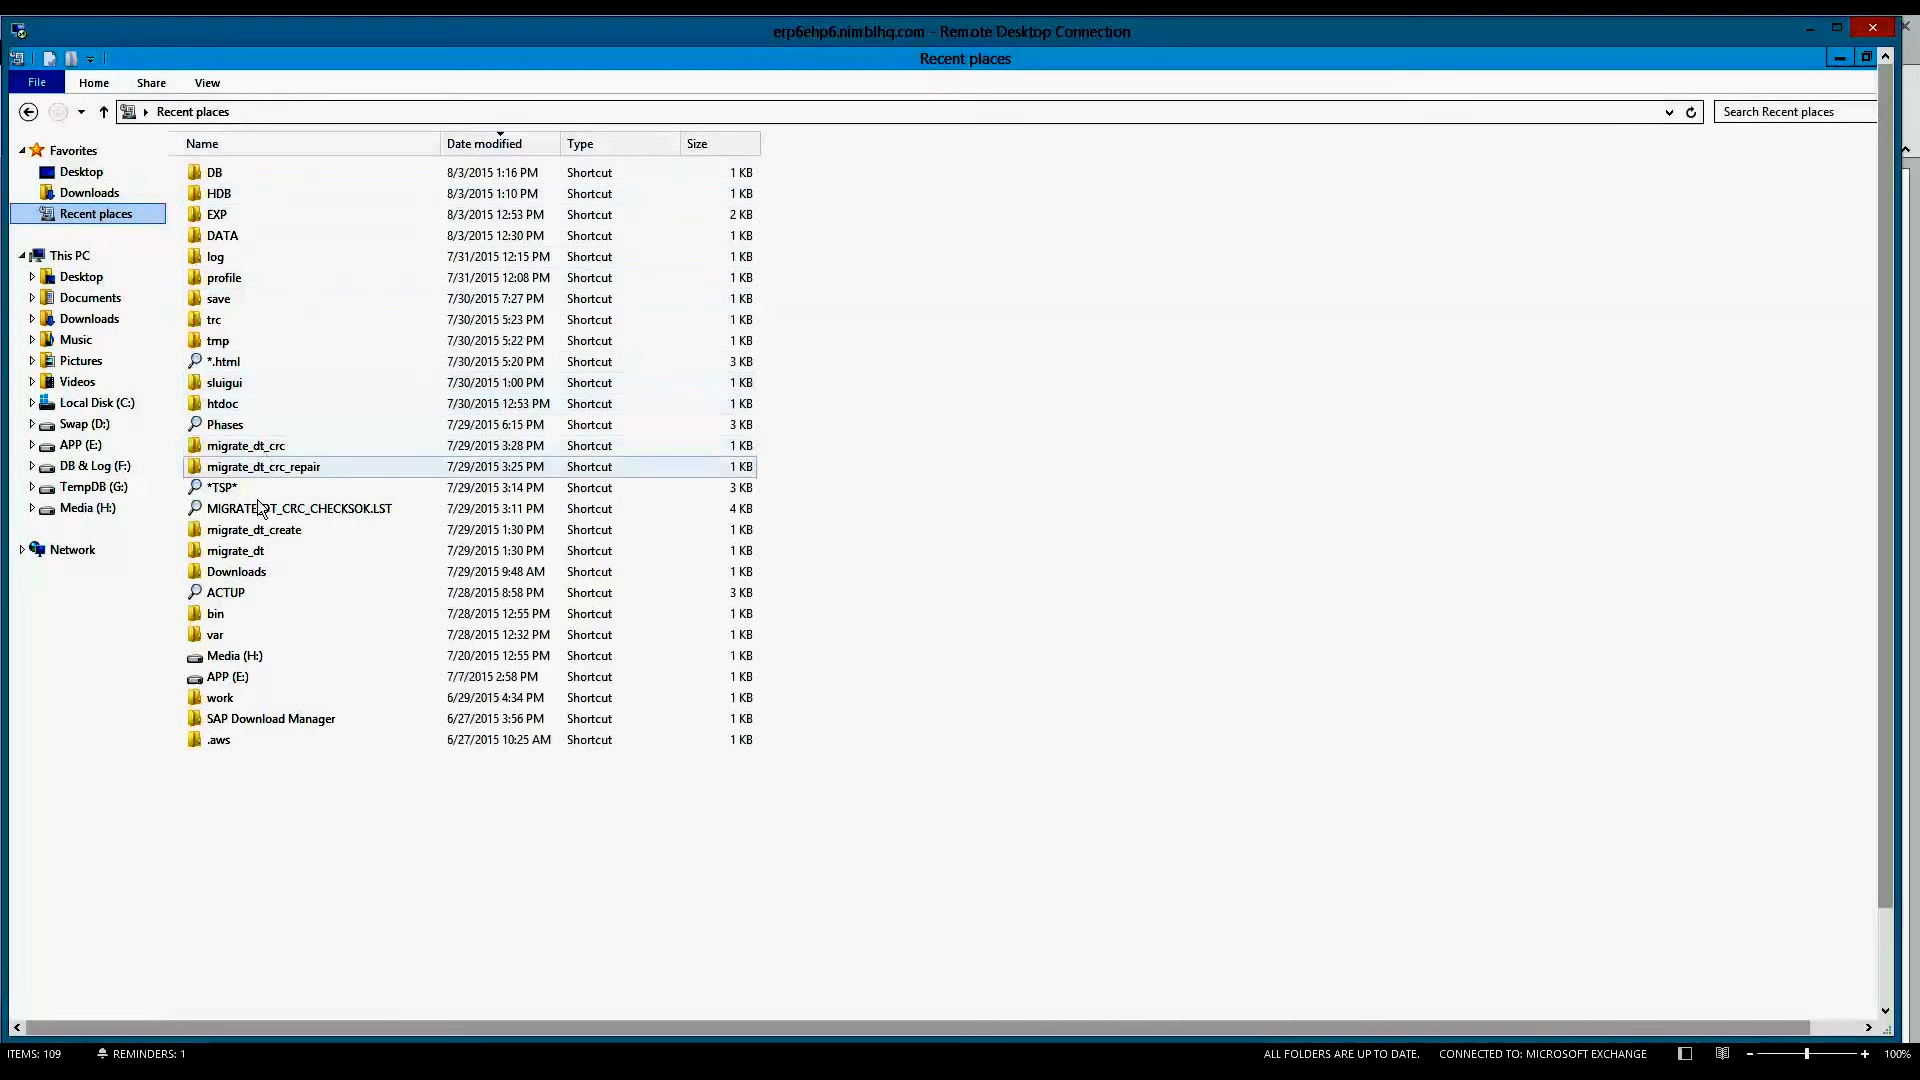 erp6ehp6.nimblhq.com - Remote Desktop Connection
Recent places
File Home Share View
Recent places
Search Recent places
Name Date modified Type Size
Favorites
Desktop
Downloads
Recent places
This PC
Desktop
Documents
Downloads
Music
Pictures
Videos
Local Disk (C:)
Swap (D:)
APP (E:)
DB & Log (F:)
TempDB (G:)
Media (H:)
Network
DB 8/3/2015 1:16 PM Shortcut 1 KB
HDB 8/3/2015 1:10 PM Shortcut 1 KB
EXP 8/3/2015 12:53 PM Shortcut 2 KB
DATA 8/3/2015 12:30 PM Shortcut 1 KB
log 7/31/2015 12:15 PM Shortcut 1 KB
profile 7/31/2015 12:08 PM Shortcut 1 KB
save 7/30/2015 7:27 PM Shortcut 1 KB
trc 7/30/2015 5:23 PM Shortcut 1 KB
tmp 7/30/2015 5:22 PM Shortcut 1 KB
*.html 7/30/2015 5:20 PM Shortcut 3 KB
sluigui 7/30/2015 1:00 PM Shortcut 1 KB
htdoc 7/30/2015 12:53 PM Shortcut 1 KB
Phases 7/29/2015 6:15 PM Shortcut 3 KB
migrate_dt_crc 7/29/2015 3:28 PM Shortcut 1 KB
migrate_dt_crc_repair 7/29/2015 3:25 PM Shortcut 1 KB
*TSP* 7/29/2015 3:14 PM Shortcut 3 KB
MIGRATE_DT_CRC_CHECKSOK.LST 7/29/2015 3:11 PM Shortcut 4 KB
migrate_dt_create 7/29/2015 1:30 PM Shortcut 1 KB
migrate_dt 7/29/2015 1:30 PM Shortcut 1 KB
Downloads 7/29/2015 9:48 AM Shortcut 1 KB
ACTUP 7/28/2015 8:58 PM Shortcut 3 KB
bin 7/28/2015 12:55 PM Shortcut 1 KB
var 7/28/2015 12:32 PM Shortcut 1 KB
Media (H:) 7/20/2015 12:55 PM Shortcut 1 KB
APP (E:) 7/7/2015 2:58 PM Shortcut 1 KB
work 6/29/2015 4:34 PM Shortcut 1 KB
SAP Download Manager 6/27/2015 3:56 PM Shortcut 1 KB
.aws 6/27/2015 10:25 AM Shortcut 1 KB
ITEMS: 109 REMINDERS: 1 ALL FOLDERS ARE UP TO DATE. CONNECTED TO: MICROSOFT EXCHANGE 100%